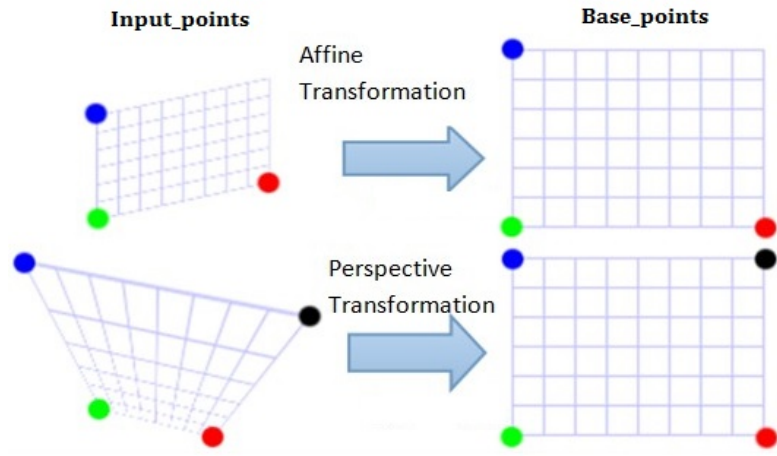 Input_points
Base_points
Affine
Transformation
Perspective
Transformation